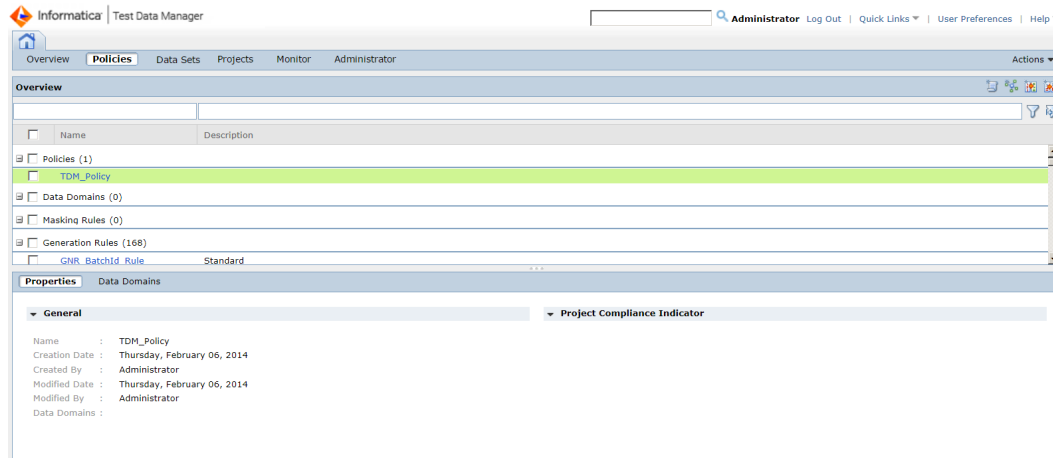 Informatica | Test Data Manager
Administrator Log Out | Quick Links | User Preferences | Help
Overview Policies Data Sets Projects Monitor Administrator Actions
Overview
Name Description
Policies (1)
TDM_Policy
Data Domains (0)
Masking Rules (0)
Generation Rules (168)
GNR_BatchId_Rule Standard
Properties Data Domains
General Project Compliance Indicator
Name : TDM_Policy
Creation Date : Thursday, February 06, 2014
Created By : Administrator
Modified Date : Thursday, February 06, 2014
Modified By : Administrator
Data Domains :